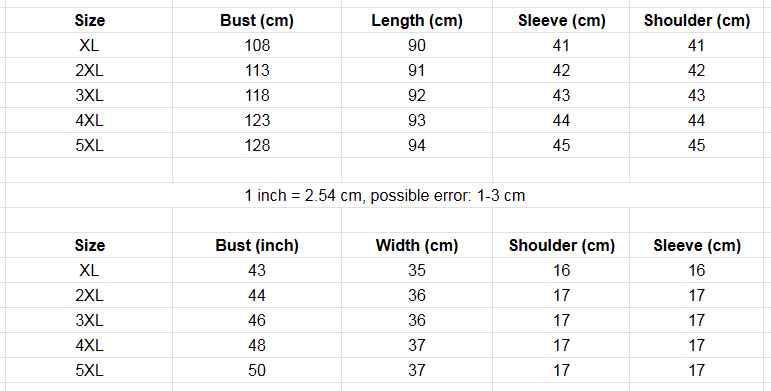 Size Bust (cm) Length (cm) Sleeve (cm) Shoulder (cm)
XL 108 90 41 41
2XL 113 91 42 42
3XL 118 92 43 43
4XL 123 93 44 44
5XL 128 94 45 45
1 inch = 2.54 cm, possible error: 1-3 cm
Size Bust (inch) Width (cm) Shoulder (cm) Sleeve (cm)
XL 43 35 16 16
2XL 44 36 17 17
3XL 46 36 17 17
4XL 48 37 17 17
5XL 50 37 17 17